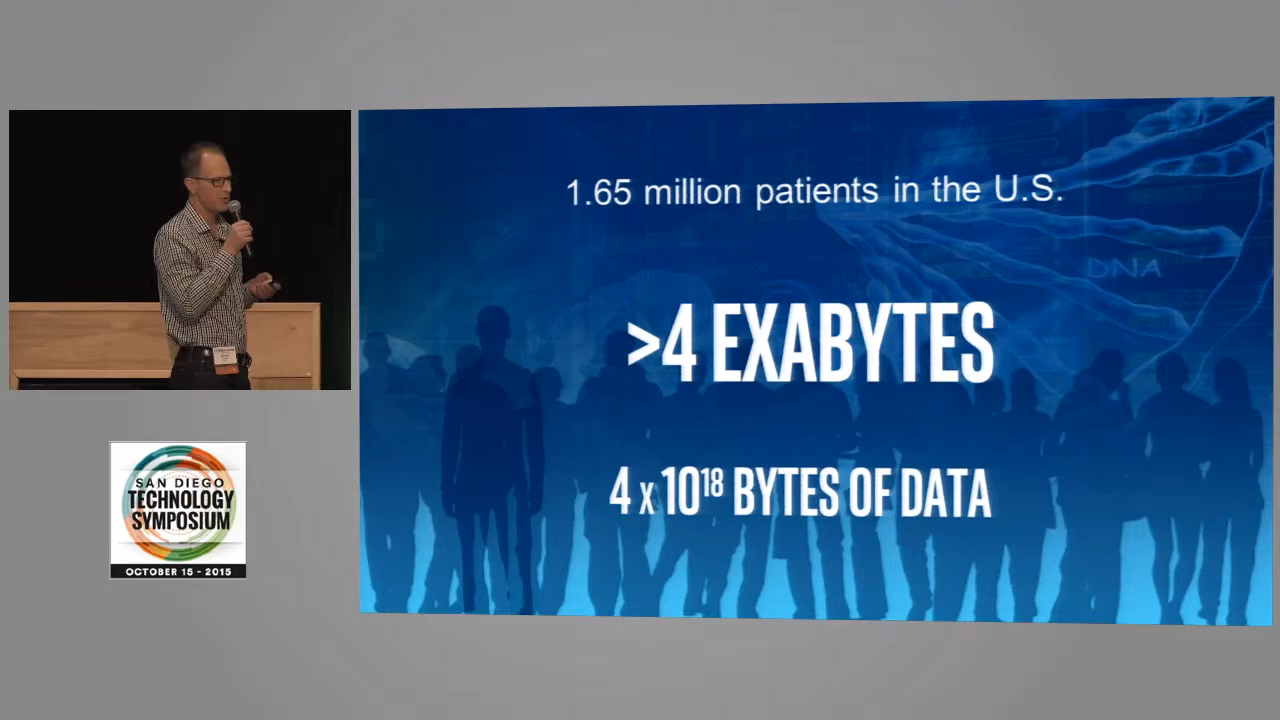 1.65 million patients in the U.S.
DNA
>4 EXABYTES
4 x 10¹⁸ BYTES OF DATA
SAN DIEGO
TECHNOLOGY
SYMPOSIUM
OCTOBER 15 - 2015